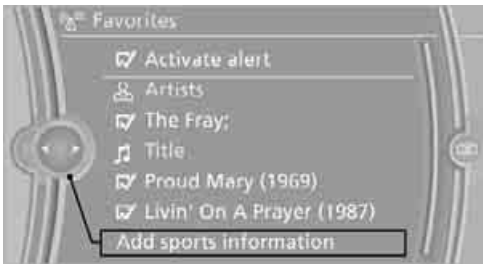 Favorites
Activate alert
Artists
The Fray;
Title
Proud Mary (1969)
Livin' On A Prayer (1987)
Add sports information